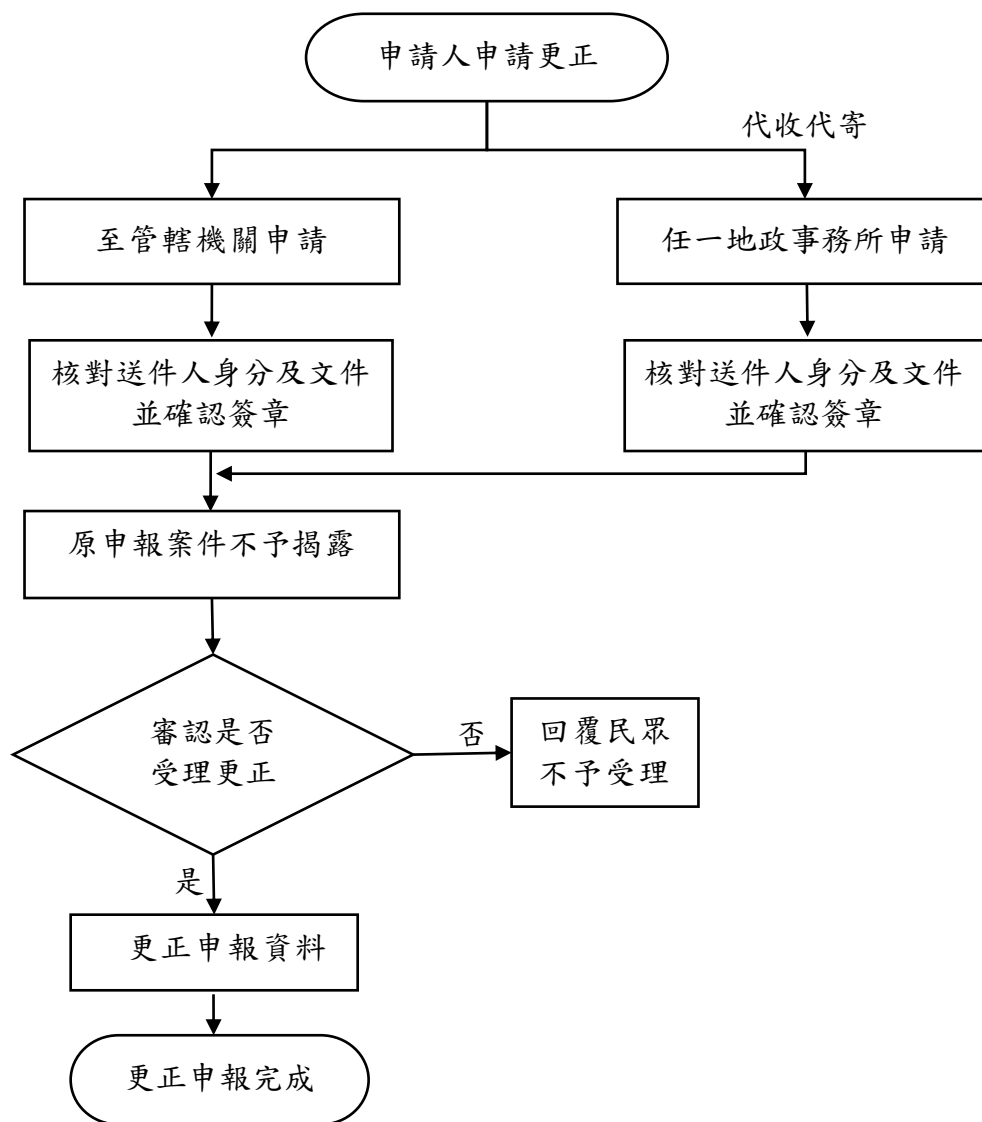 申請人申請更正
代收代寄
至管轄機關申請
任一地政事務所申請
核對送件人身分及文件
並確認簽章
核對送件人身分及文件
並確認簽章
原申報案件不予揭露
審認是否
受理更正
否
回覆民眾
不予受理
是
更正申報資料
更正申報完成